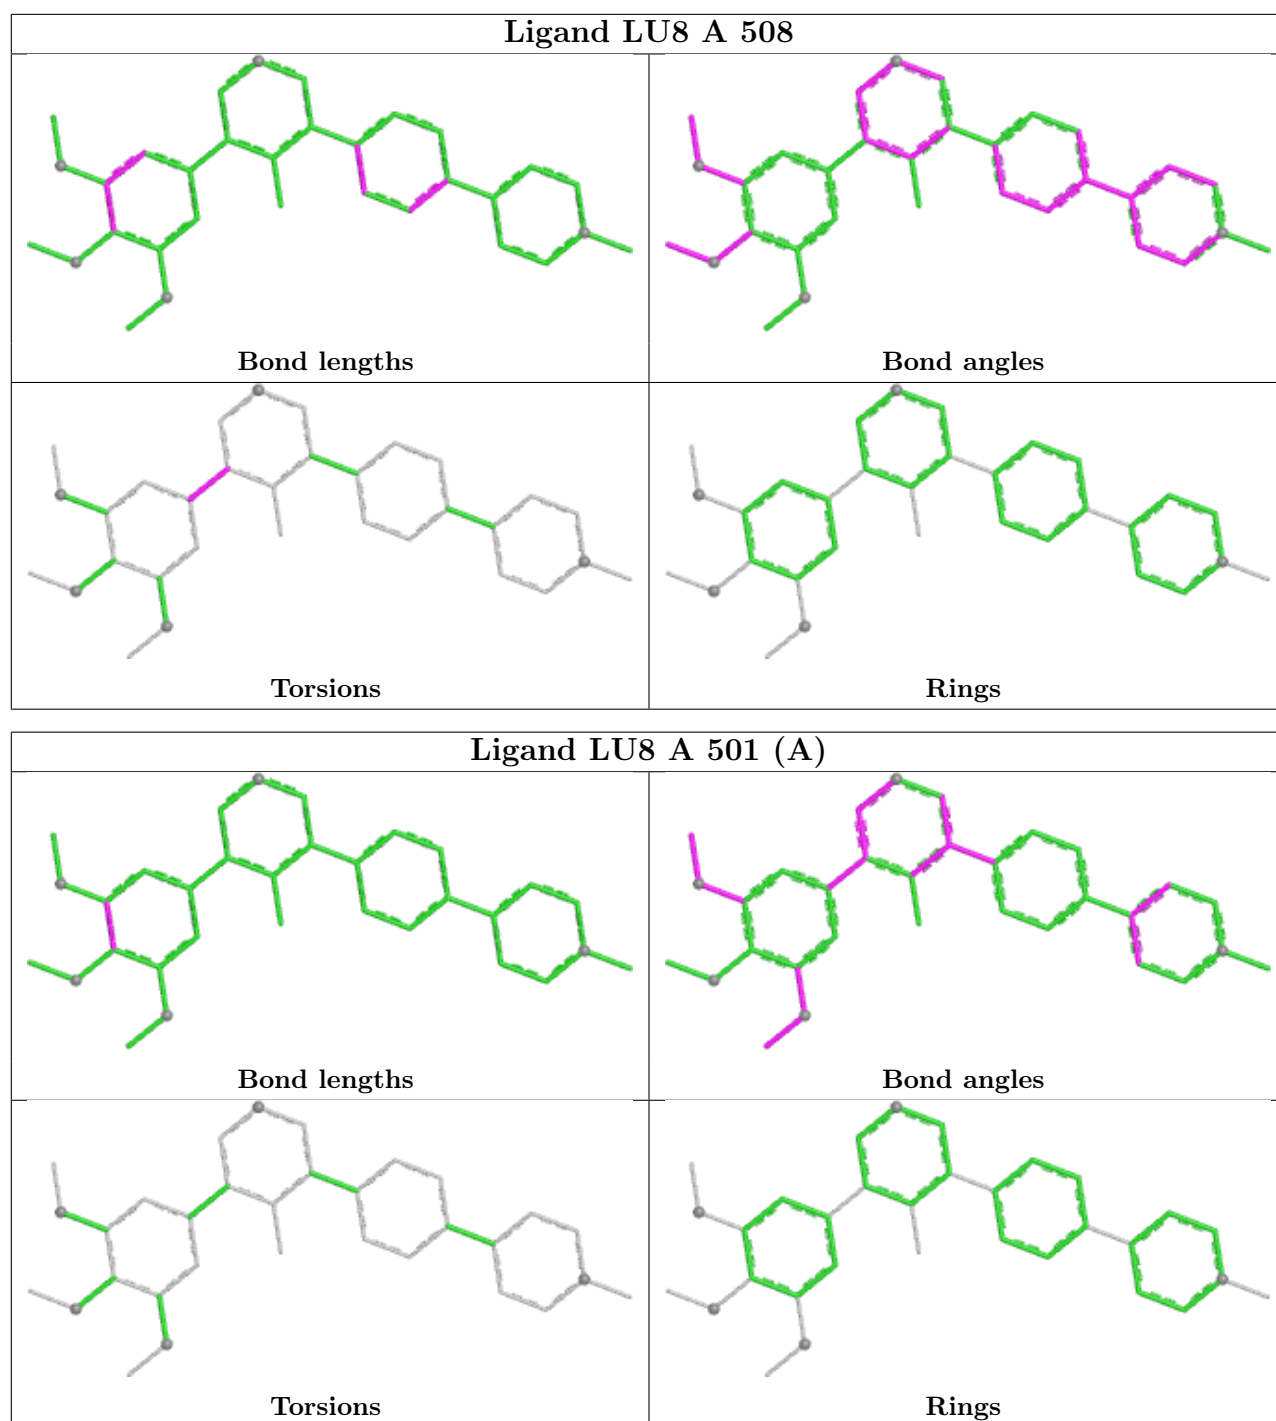 Ligand LU8 A 508
Bond lengths
Bond angles
Torsions
Rings
Ligand LU8 A 501 (A)
Bond lengths
Bond angles
Torsions
Rings